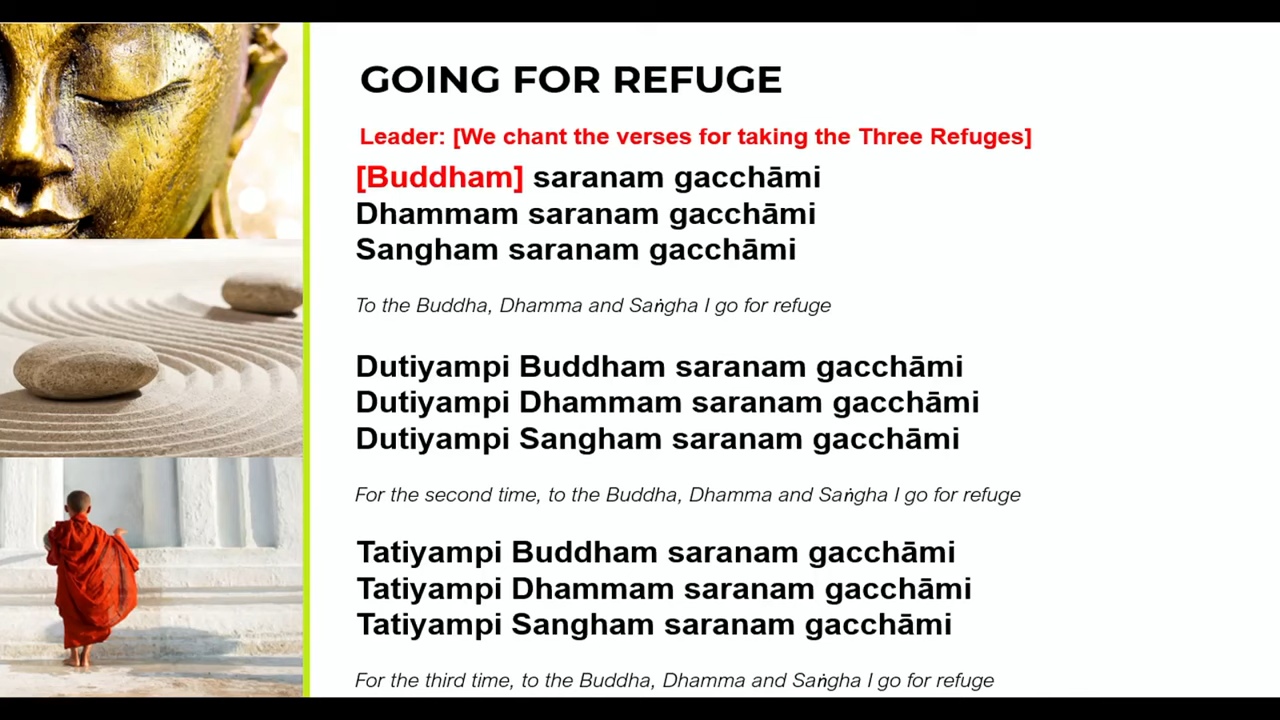 GOING FOR REFUGE
Leader: [We chant the verses for taking the Three Refuges]
[Buddham] saranam gacchāmi
Dhammam saranam gacchāmi
Sangham saranam gacchāmi
To the Buddha, Dhamma and Saṅgha I go for refuge
Dutiyampi Buddham saranam gacchāmi
Dutiyampi Dhammam saranam gacchāmi
Dutiyampi Sangham saranam gacchāmi
For the second time, to the Buddha, Dhamma and Saṅgha I go for refuge
Tatiyampi Buddham saranam gacchāmi
Tatiyampi Dhammam saranam gacchāmi
Tatiyampi Sangham saranam gacchāmi
For the third time, to the Buddha, Dhamma and Saṅgha I go for refuge